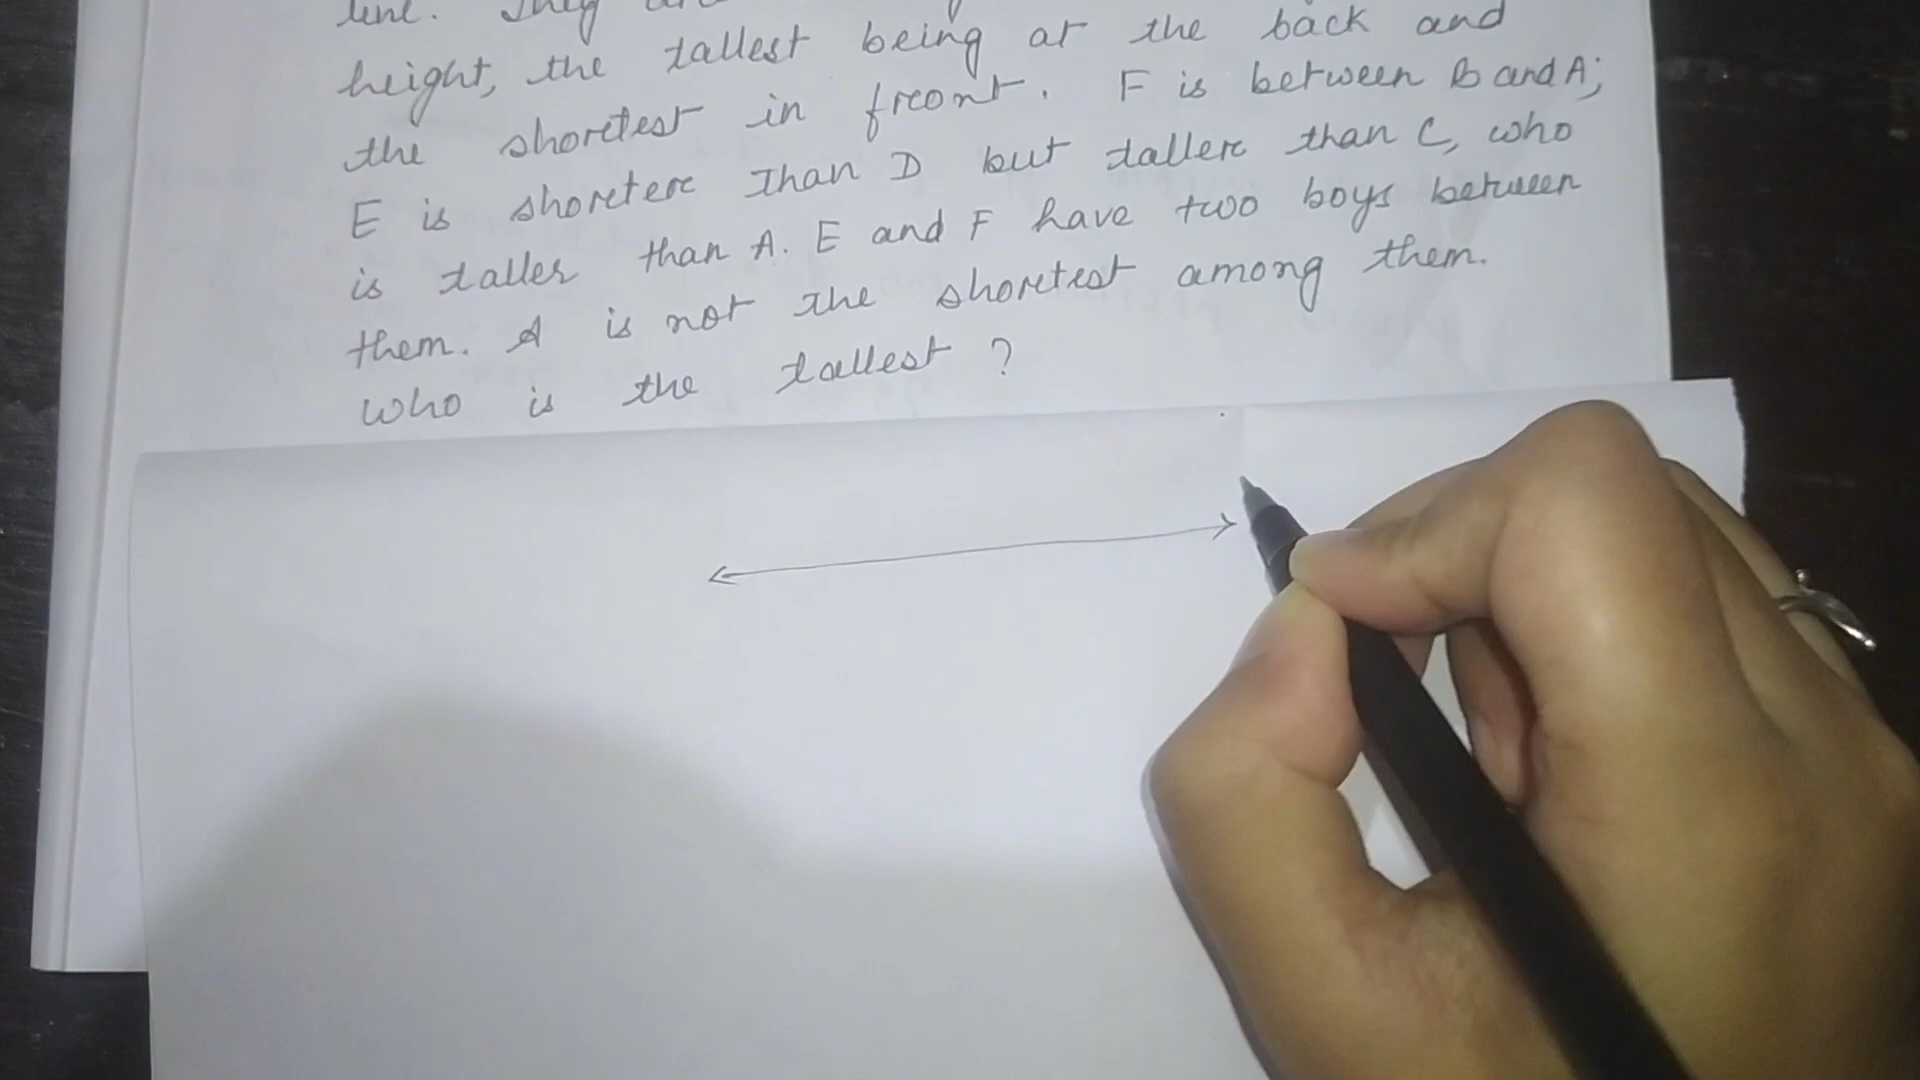 line. They
height, the tallest being at the back and
the shortest in front. F is between B and A;
E is shorter than D but taller than C, who
is taller than A. E and F have two boys between
them. A is not the shortest among them.
Who is the tallest ?